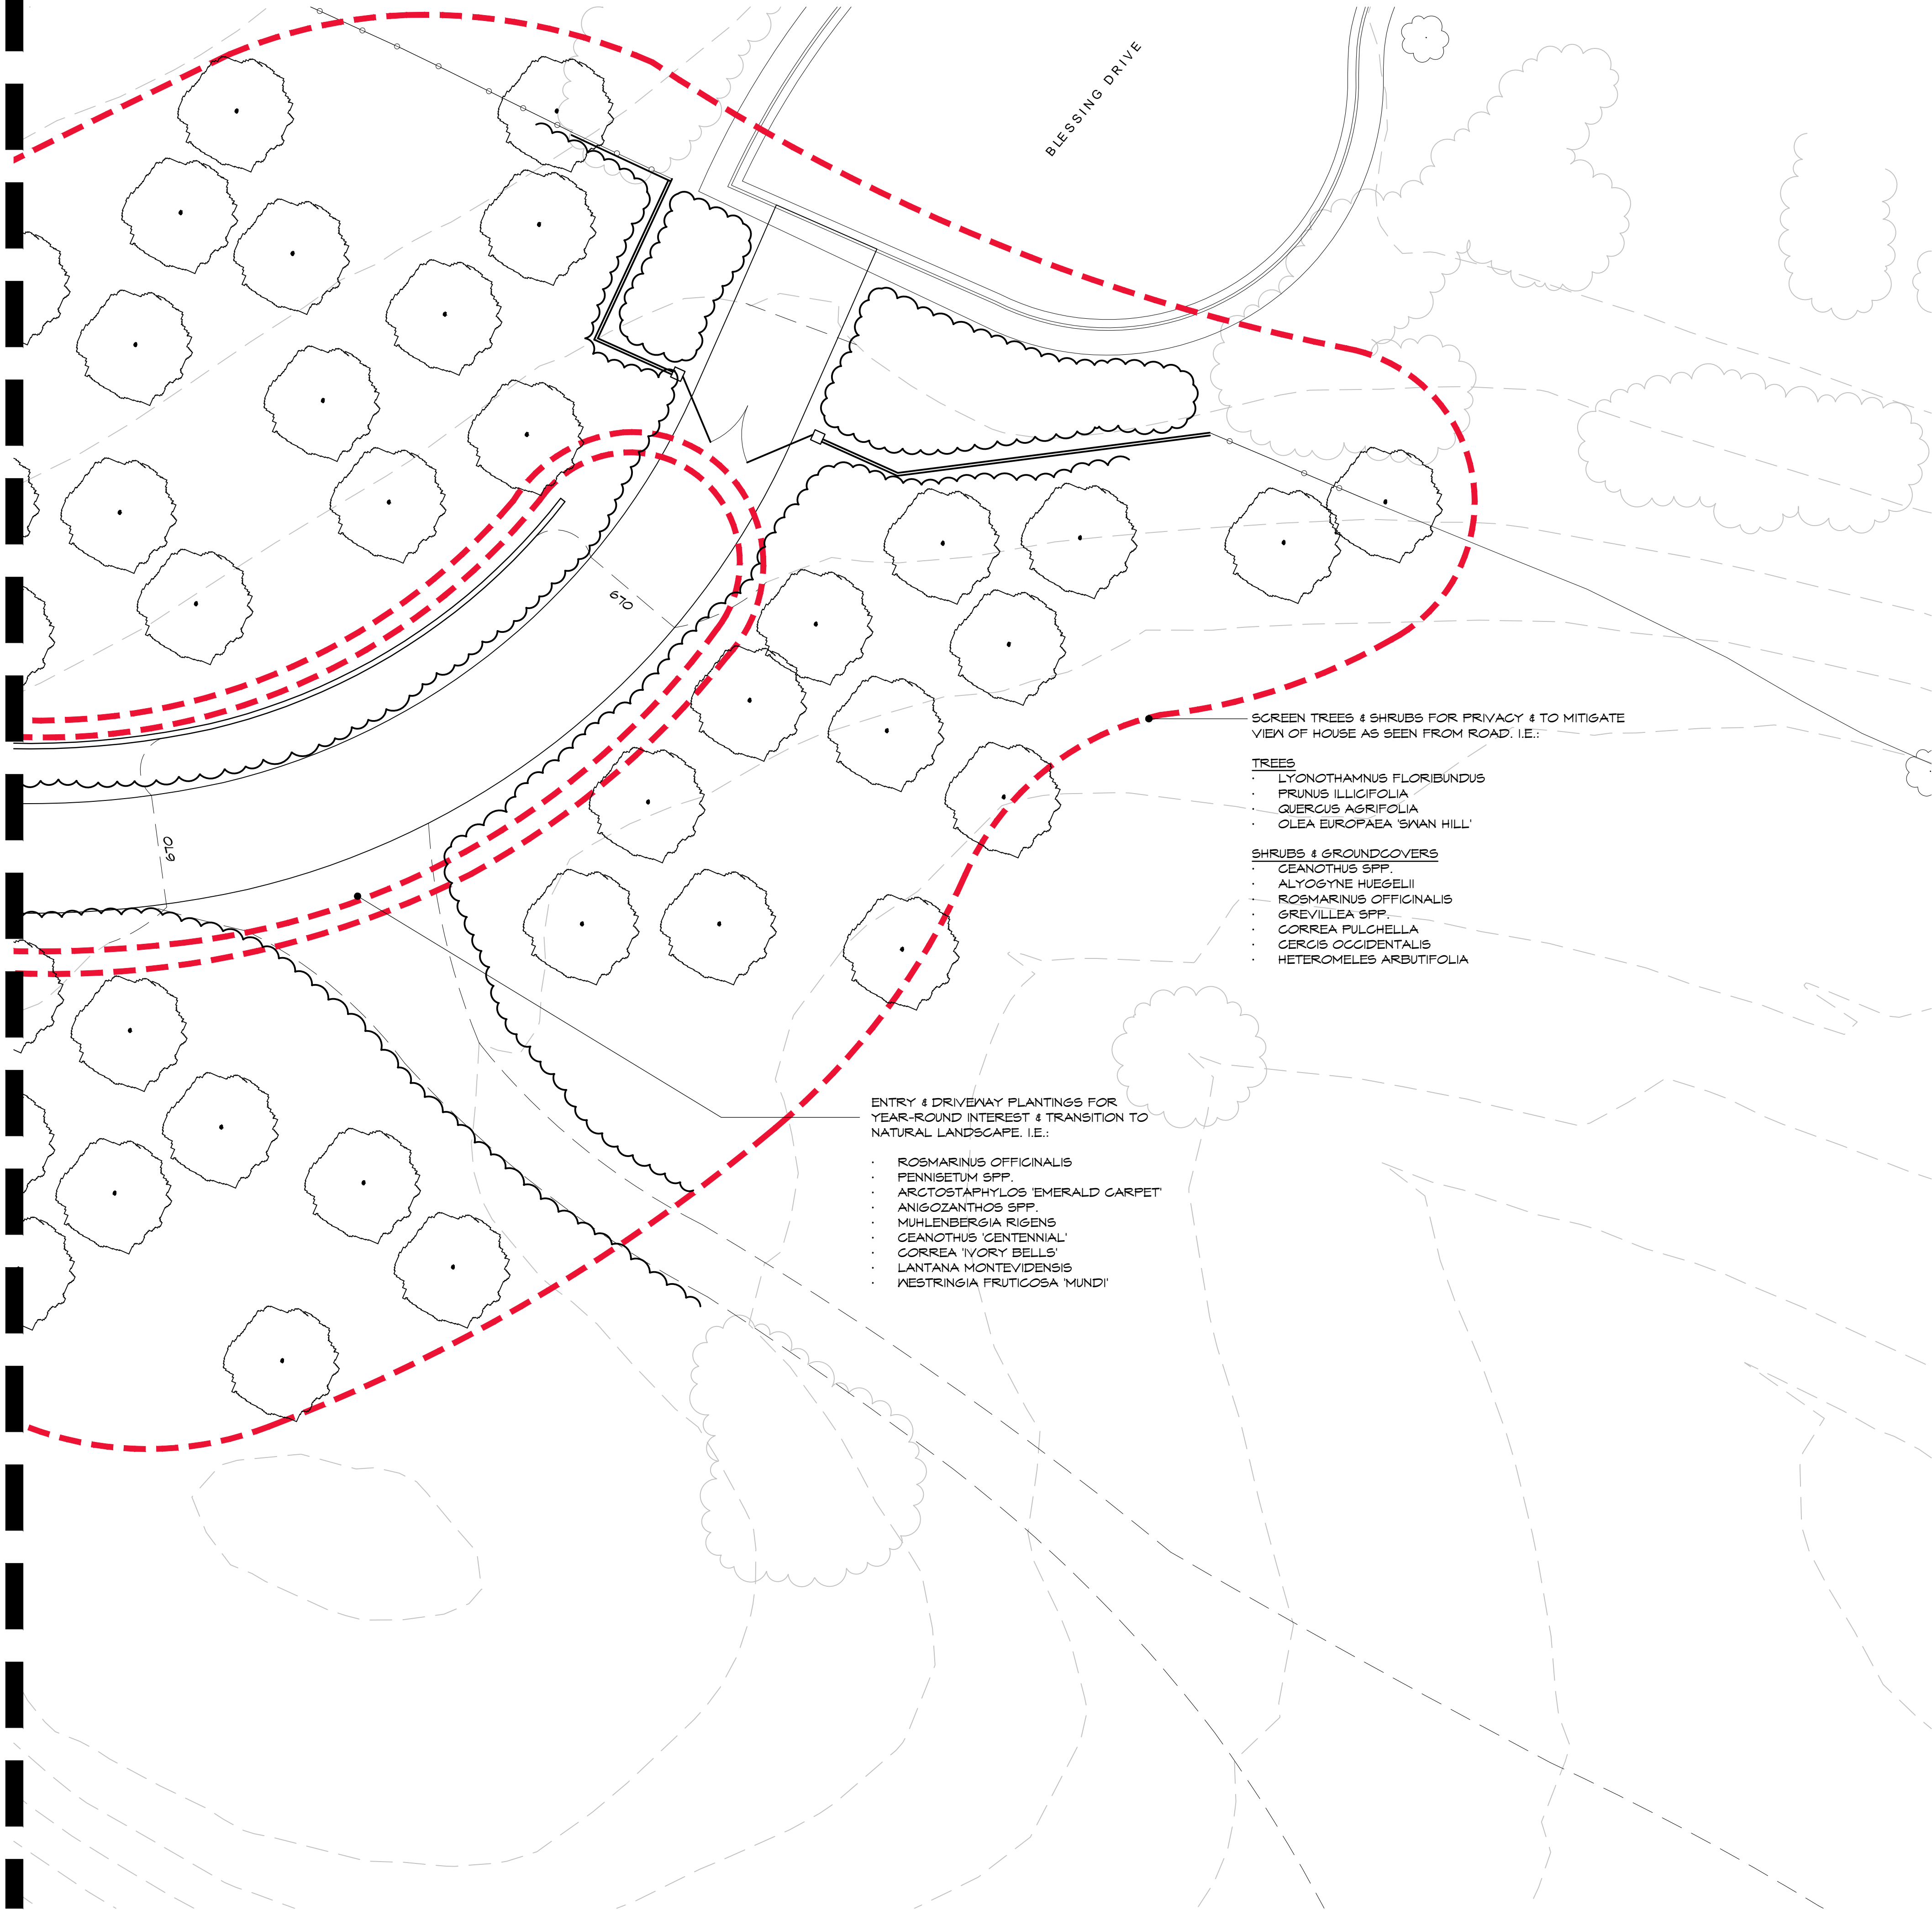 BLESSING DRIVE
670
SCREEN TREES & SHRUBS FOR PRIVACY & TO MITIGATE
VIEW OF HOUSE AS SEEN FROM ROAD. I.E.:
TREES
· LYONOTHAMNUS FLORIBUNDUS
· PRUNUS ILLICIFOLIA
· QUERCUS AGRIFOLIA
· OLEA EUROPAEA 'SWAN HILL'
SHRUBS & GROUNDCOVERS
· CEANOTHUS SPP.
· ALYOGYNE HUEGELII
· ROSMARINUS OFFICINALIS
· GREVILLEA SPP.
· CORREA PULCHELLA
· CERCIS OCCIDENTALIS
· HETEROMELES ARBUTIFOLIA
670
ENTRY & DRIVEWAY PLANTINGS FOR
YEAR-ROUND INTEREST & TRANSITION TO
NATURAL LANDSCAPE. I.E.:
· ROSMARINUS OFFICINALIS
· PENNISETUM SPP.
· ARCTOSTAPHYLOS 'EMERALD CARPET'
· ANIGOZANTHOS SPP.
· MUHLENBERGIA RIGENS
· CEANOTHUS 'CENTENNIAL'
· CORREA 'IVORY BELLS'
· LANTANA MONTEVIDENSIS
· WESTRINGIA FRUTICOSA 'MUNDI'